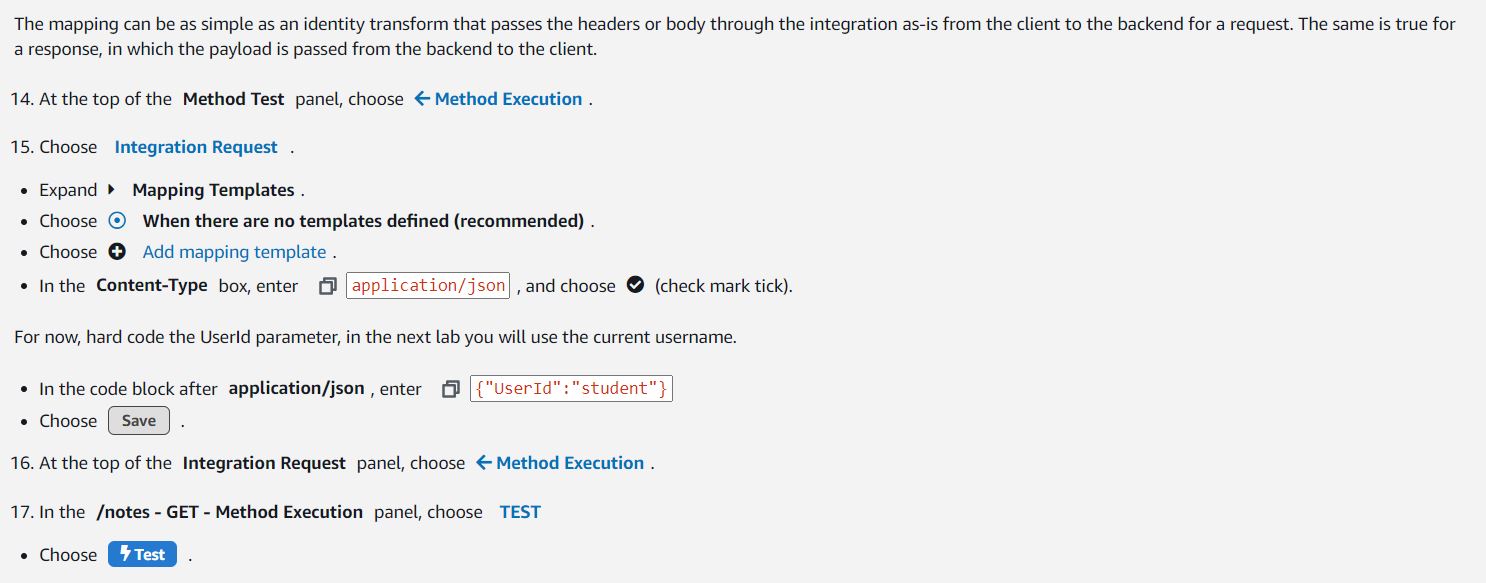 The mapping can be as simple as an identity transform that passes the headers or body through the integration as-is from the client to the backend for a request. The same is true for
a response, in which the payload is passed from the backend to the client.
14. At the top of the Method Test panel, choose ← Method Execution .
15. Choose Integration Request .
• Expand ▸ Mapping Templates .
• Choose When there are no templates defined (recommended) .
• Choose Add mapping template .
• In the Content-Type box, enter application/json , and choose (check mark tick).
For now, hard code the UserId parameter, in the next lab you will use the current username.
• In the code block after application/json , enter {"UserId":"student"}
• Choose Save .
16. At the top of the Integration Request panel, choose ← Method Execution .
17. In the /notes - GET - Method Execution panel, choose TEST
• Choose Test .